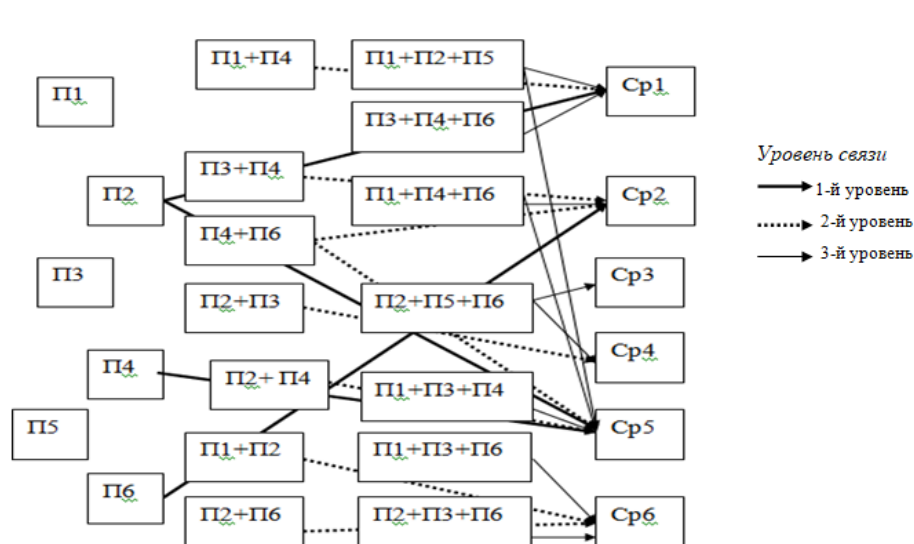 П1+П4
П1+П2+П5
Ср1
П1
П3+П4+П6
П3+П4
П1+П4+П6
П2
Ср2
П4+П6
П3
Ср3
П2+П3
П2+П5+П6
Ср4
П4
П2+ П4
П1+П3+П4
П5
Ср5
П1+П2
П1+П3+П6
П6
П2+П6
П2+П3+П6
Ср6
Уровень связи
1-й уровень
2-й уровень
3-й уровень